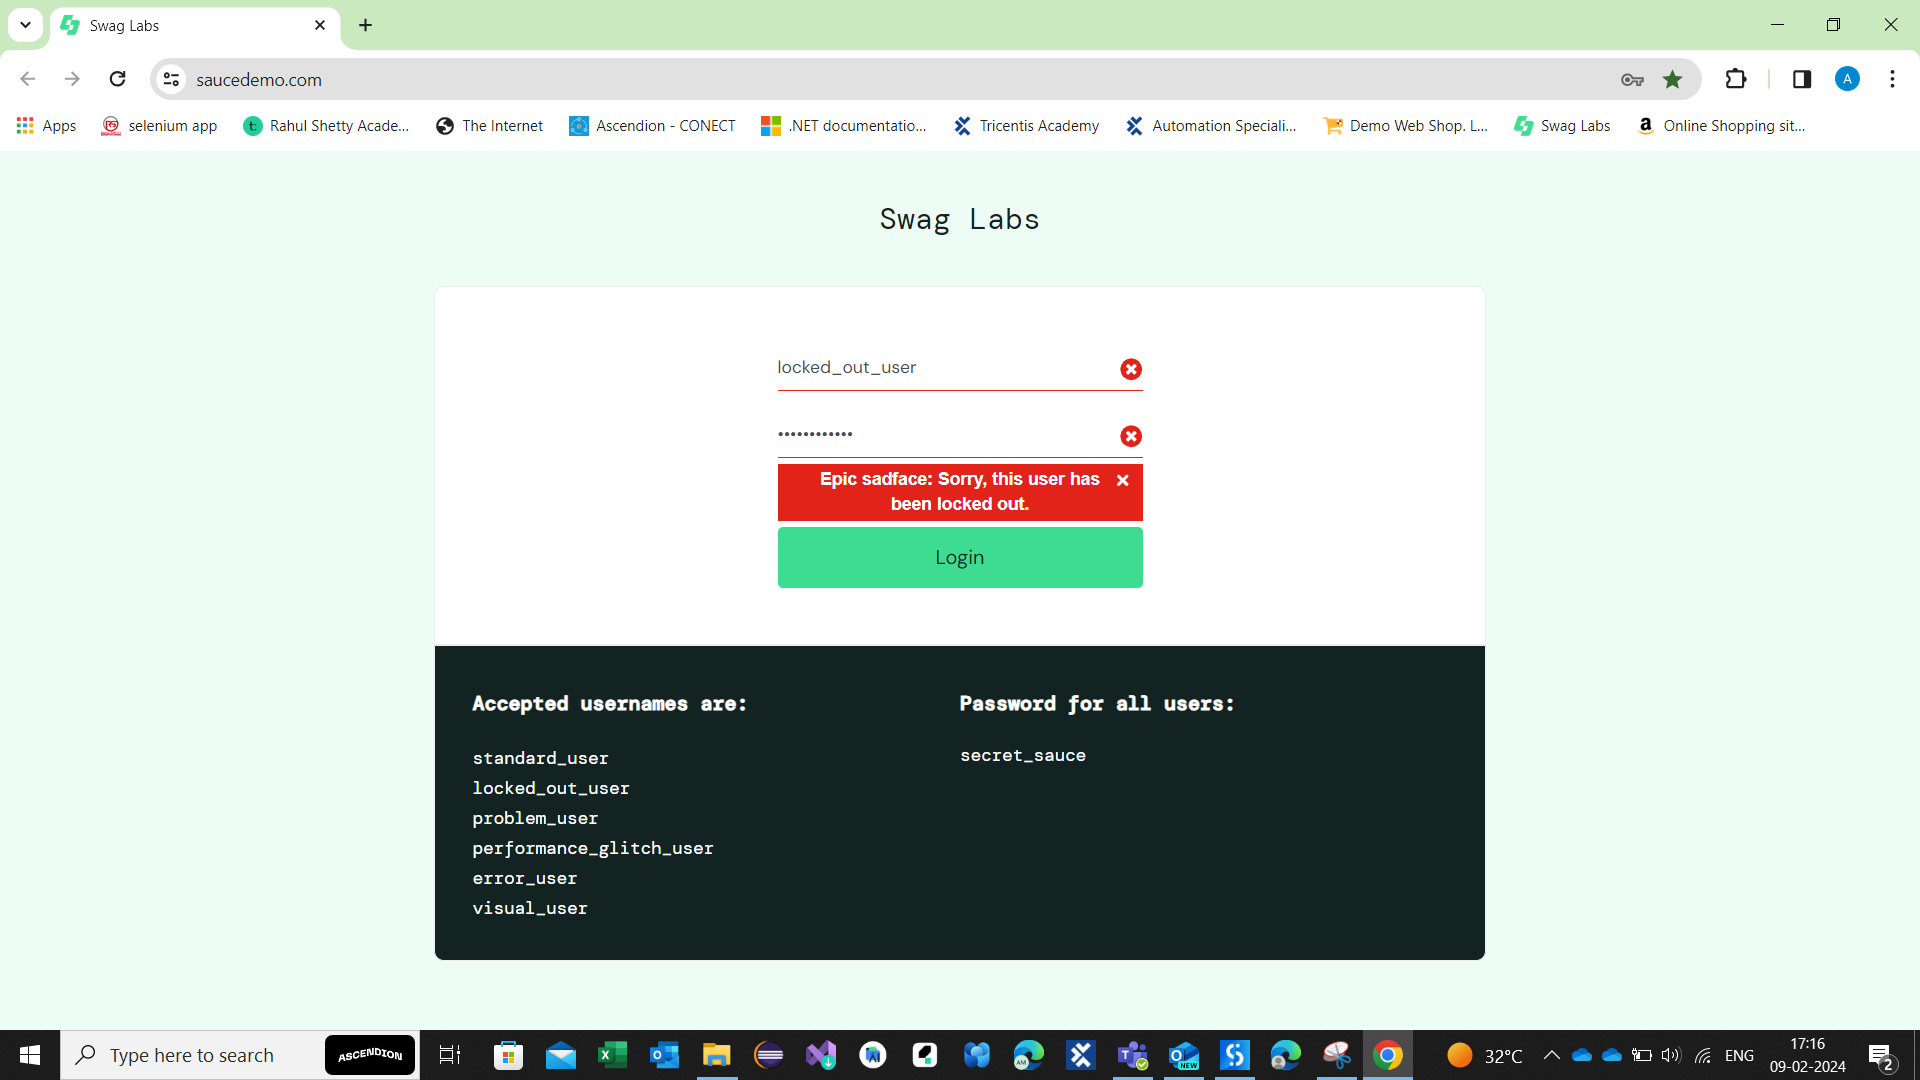 Swag Labs
saucedemo.com
A
Apps
selenium app
Rahul Shetty Acade...
The Internet
Ascendion - CONECT
.NET documentatio...
Tricentis Academy
Automation Speciali...
Demo Web Shop. L...
Swag Labs
Online Shopping sit...
Swag Labs
locked_out_user
••••••••••••
Epic sadface: Sorry, this user has
been locked out.
Login
Accepted usernames are:
standard_user
locked_out_user
problem_user
performance_glitch_user
error_user
visual_user
Password for all users:
secret_sauce
Type here to search
ASCENDION
NEW
32°C
ENG
17:16
09-02-2024
2